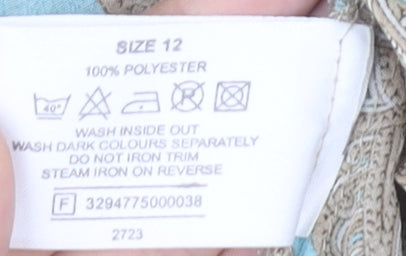 SIZE 12
100% POLYESTER
40°
R
WASH INSIDE OUT
WASH DARK COLOURS SEPARATELY
DO NOT IRON TRIM
STEAM IRON ON REVERSE
F 3294775000038
2723